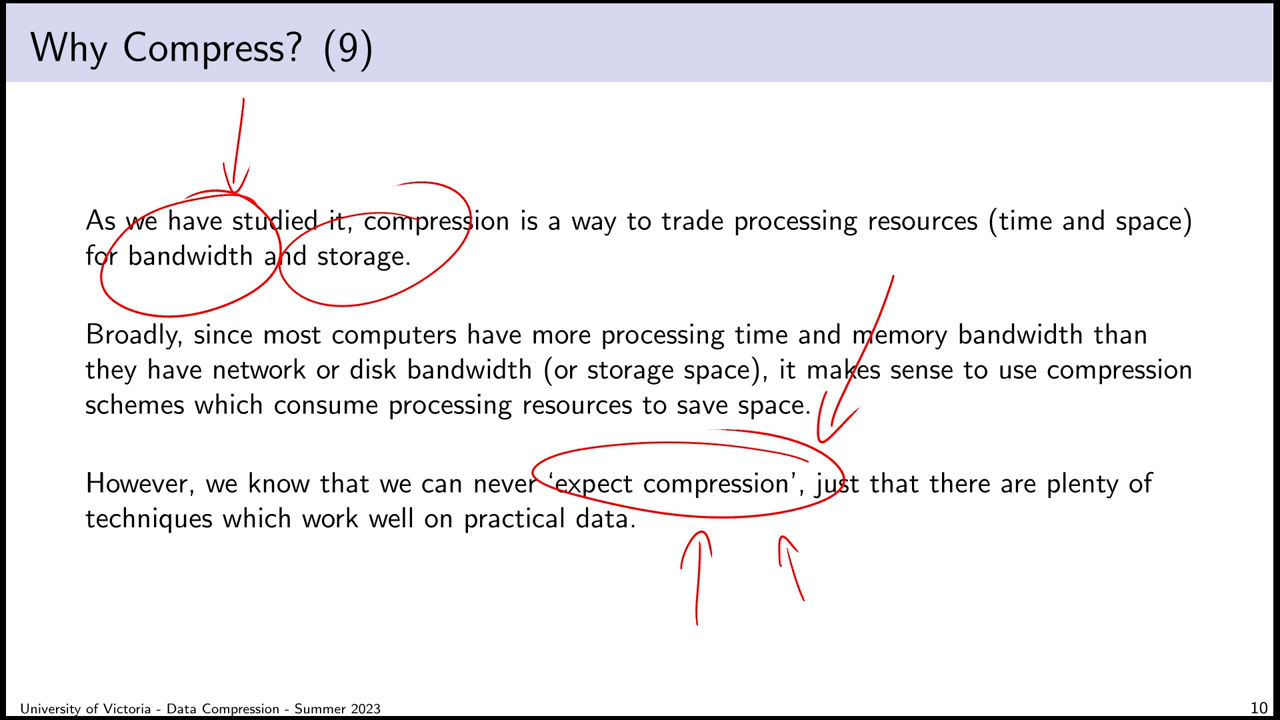 Why Compress? (9)
As we have studied it, compression is a way to trade processing resources (time and space)
for bandwidth and storage.
Broadly, since most computers have more processing time and memory bandwidth than
they have network or disk bandwidth (or storage space), it makes sense to use compression
schemes which consume processing resources to save space.
However, we know that we can never ‘expect compression’, just that there are plenty of
techniques which work well on practical data.
University of Victoria - Data Compression - Summer 2023
10